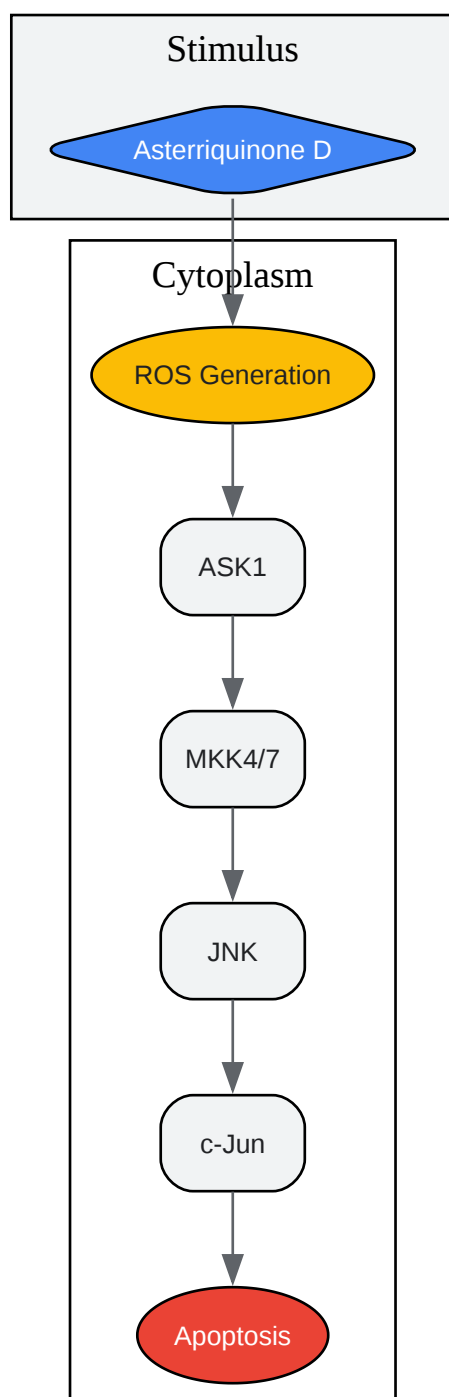 Stimulus
Asterriquinone D
Cytoplasm
ROS Generation
ASK1
MKK4/7
JNK
c-Jun
Apoptosis